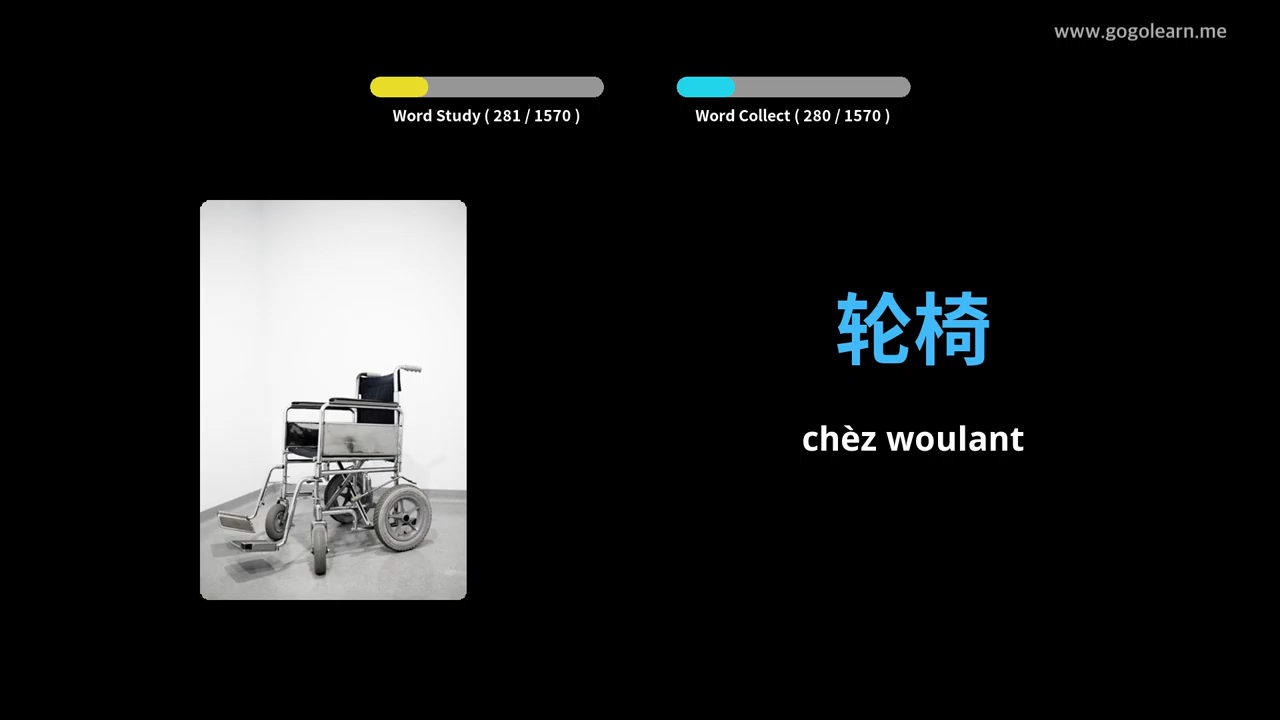 www.gogolearn.me
Word Study ( 281 / 1570 )
Word Collect ( 280 / 1570 )
轮椅
chèz woulant